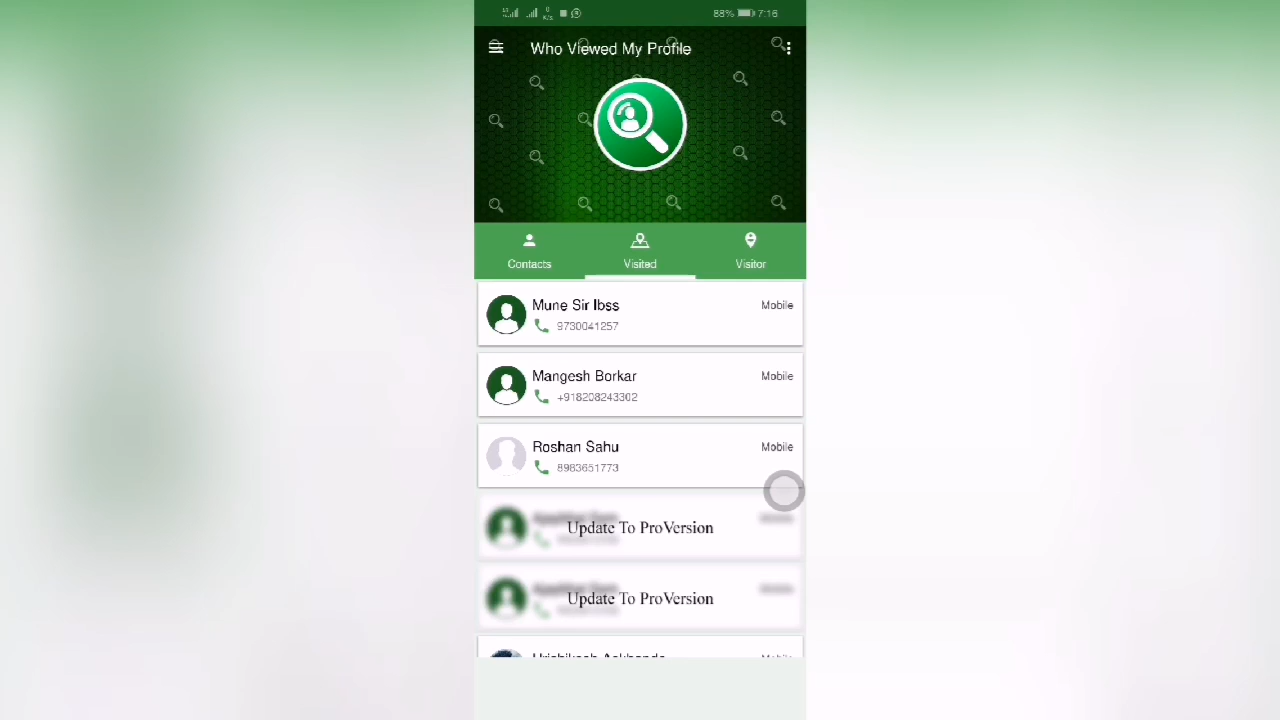 0
K/s
88%
7:16
Who Viewed My Profile
Contacts
Visited
Visitor
Mune Sir Ibss
Mobile
9730041257
Mangesh Borkar
Mobile
+918208243302
Roshan Sahu
Mobile
8983651773
Update To ProVersion
Update To ProVersion